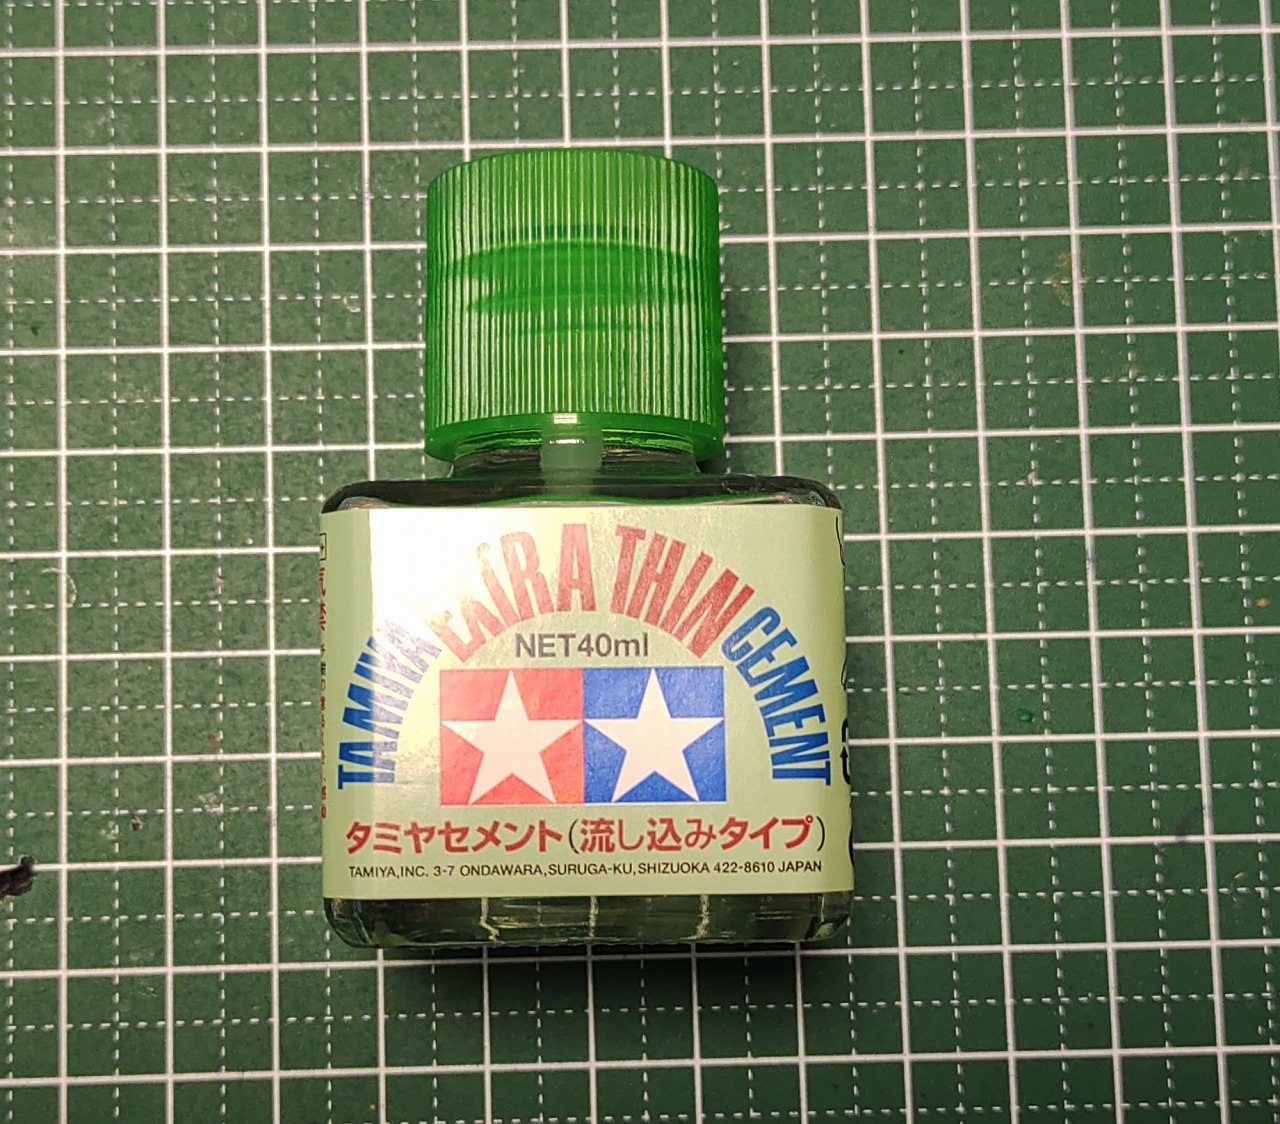 TAMIYA EXTRA THIN CEMENT
NET40ml
タミヤセメント(流し込みタイプ)
TAMIYA,INC. 3-7 ONDAWARA,SURUGA-KU,SHIZUOKA 422-8610 JAPAN